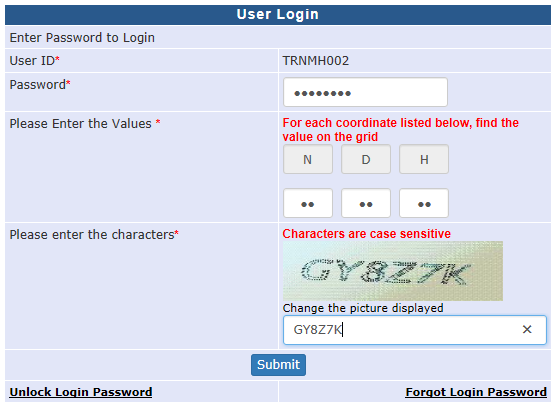 User Login
Enter Password to Login
User ID* TRNMH002
Password* ••••••••
Please Enter the Values * For each coordinate listed below, find the
value on the grid
N D H
•• •• ••
Please enter the characters* Characters are case sensitive
GY8Z7K
Change the picture displayed
GY8Z7K ×
Submit
Unlock Login Password Forgot Login Password